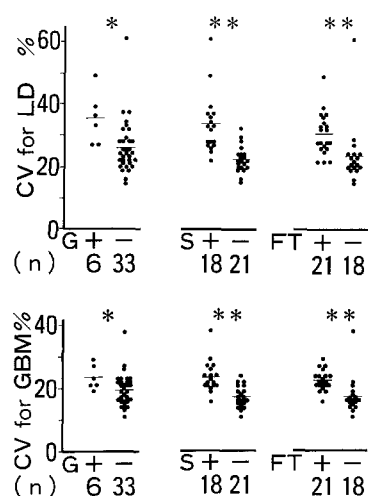 * ** **
%
60
40
20
0
CV for LD
G + − S + − FT + −
(n) 6 33 18 21 21 18
* ** **
40
20
0
CV for GBM%
G + − S + − FT + −
(n) 6 33 18 21 21 18